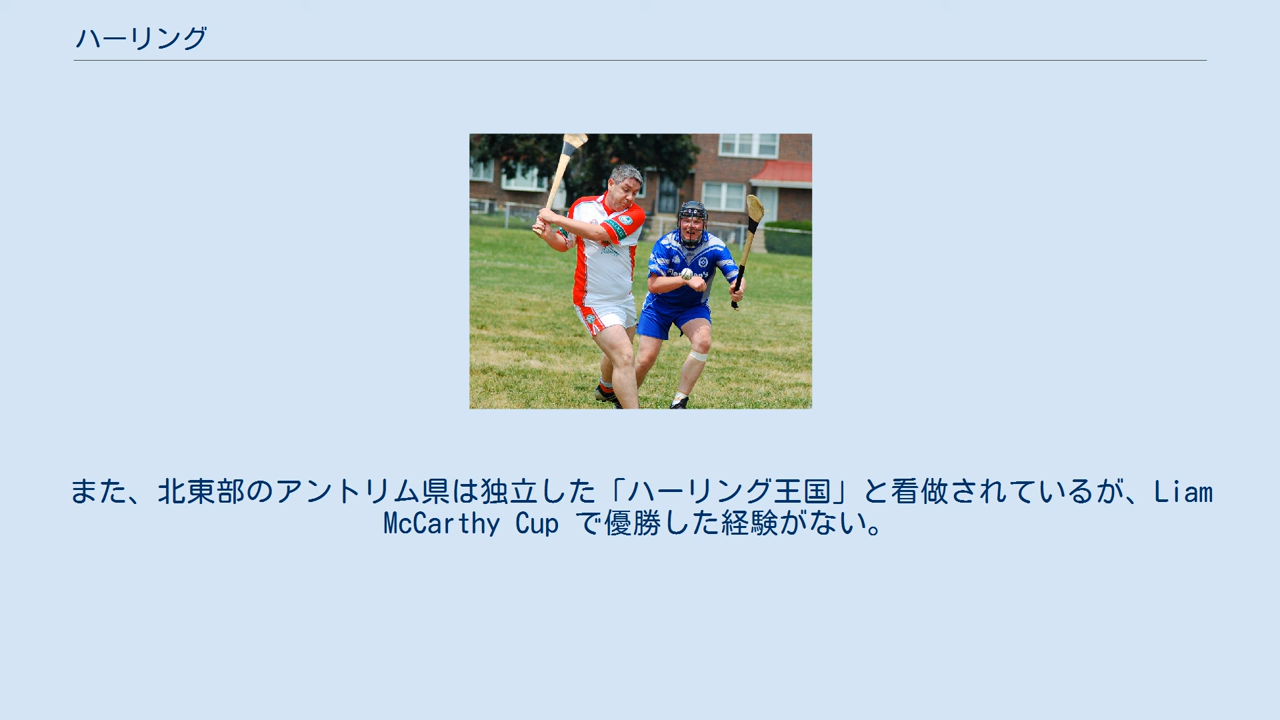 ハーリング
また、北東部のアントリム県は独立した「ハーリング王国」と看做されているが、Liam
McCarthy Cup で優勝した経験がない。